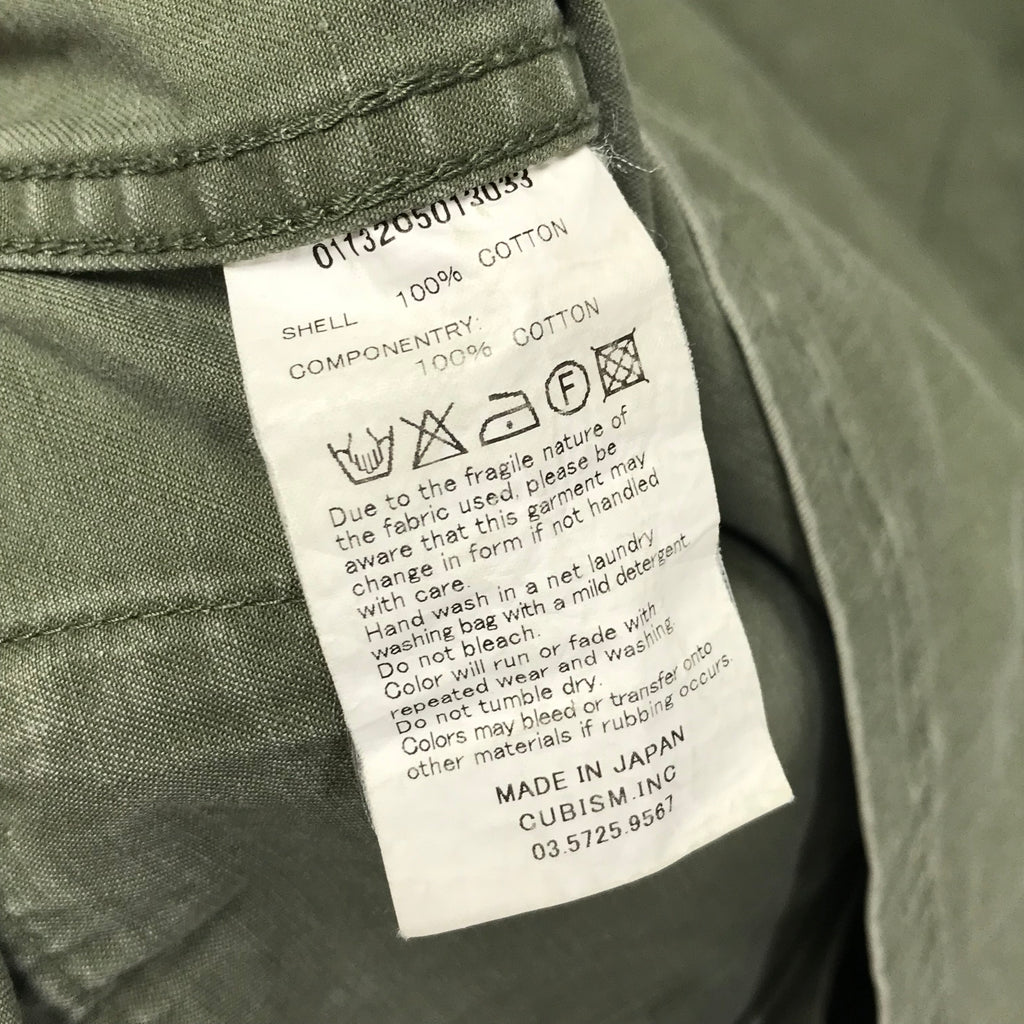 0113205013033
100% COTTON
SHELL
COMPONENTRY:
100% COTTON
F
Due to the fragile nature of
the fabric used, please be
aware that this garment may
change in form if not handled
with care.
Hand wash in a net laundry
washing bag with a mild detergent.
Do not bleach.
Color will run or fade with
repeated wear and washing.
Do not tumble dry.
Colors may bleed or transfer onto
other materials if rubbing occurs.
MADE IN JAPAN
CUBISM.INC
03.5725.9567